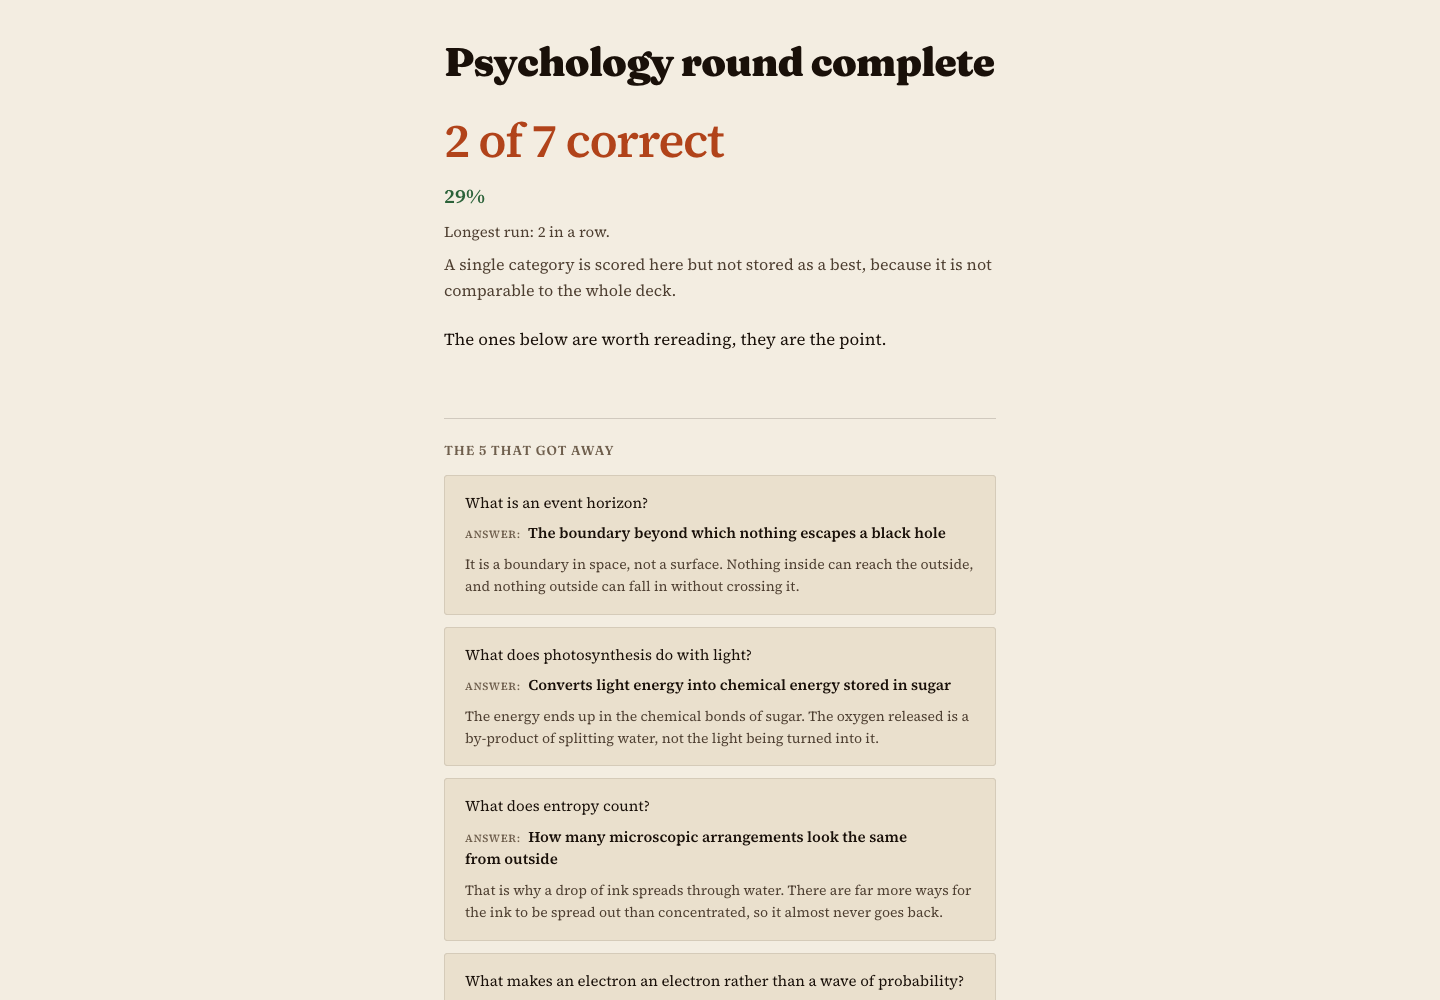 Psychology round complete
2 of 7 correct
29%
Longest run: 2 in a row.
A single category is scored here but not stored as a best, because it is not
comparable to the whole deck.
The ones below are worth rereading, they are the point.
THE 5 THAT GOT AWAY
What is an event horizon?
ANSWER: The boundary beyond which nothing escapes a black hole
It is a boundary in space, not a surface. Nothing inside can reach the outside,
and nothing outside can fall in without crossing it.
What does photosynthesis do with light?
ANSWER: Converts light energy into chemical energy stored in sugar
The energy ends up in the chemical bonds of sugar. The oxygen released is a
by-product of splitting water, not the light being turned into it.
What does entropy count?
ANSWER: How many microscopic arrangements look the same
from outside
That is why a drop of ink spreads through water. There are far more ways for
the ink to be spread out than concentrated, so it almost never goes back.
What makes an electron an electron rather than a wave of probability?